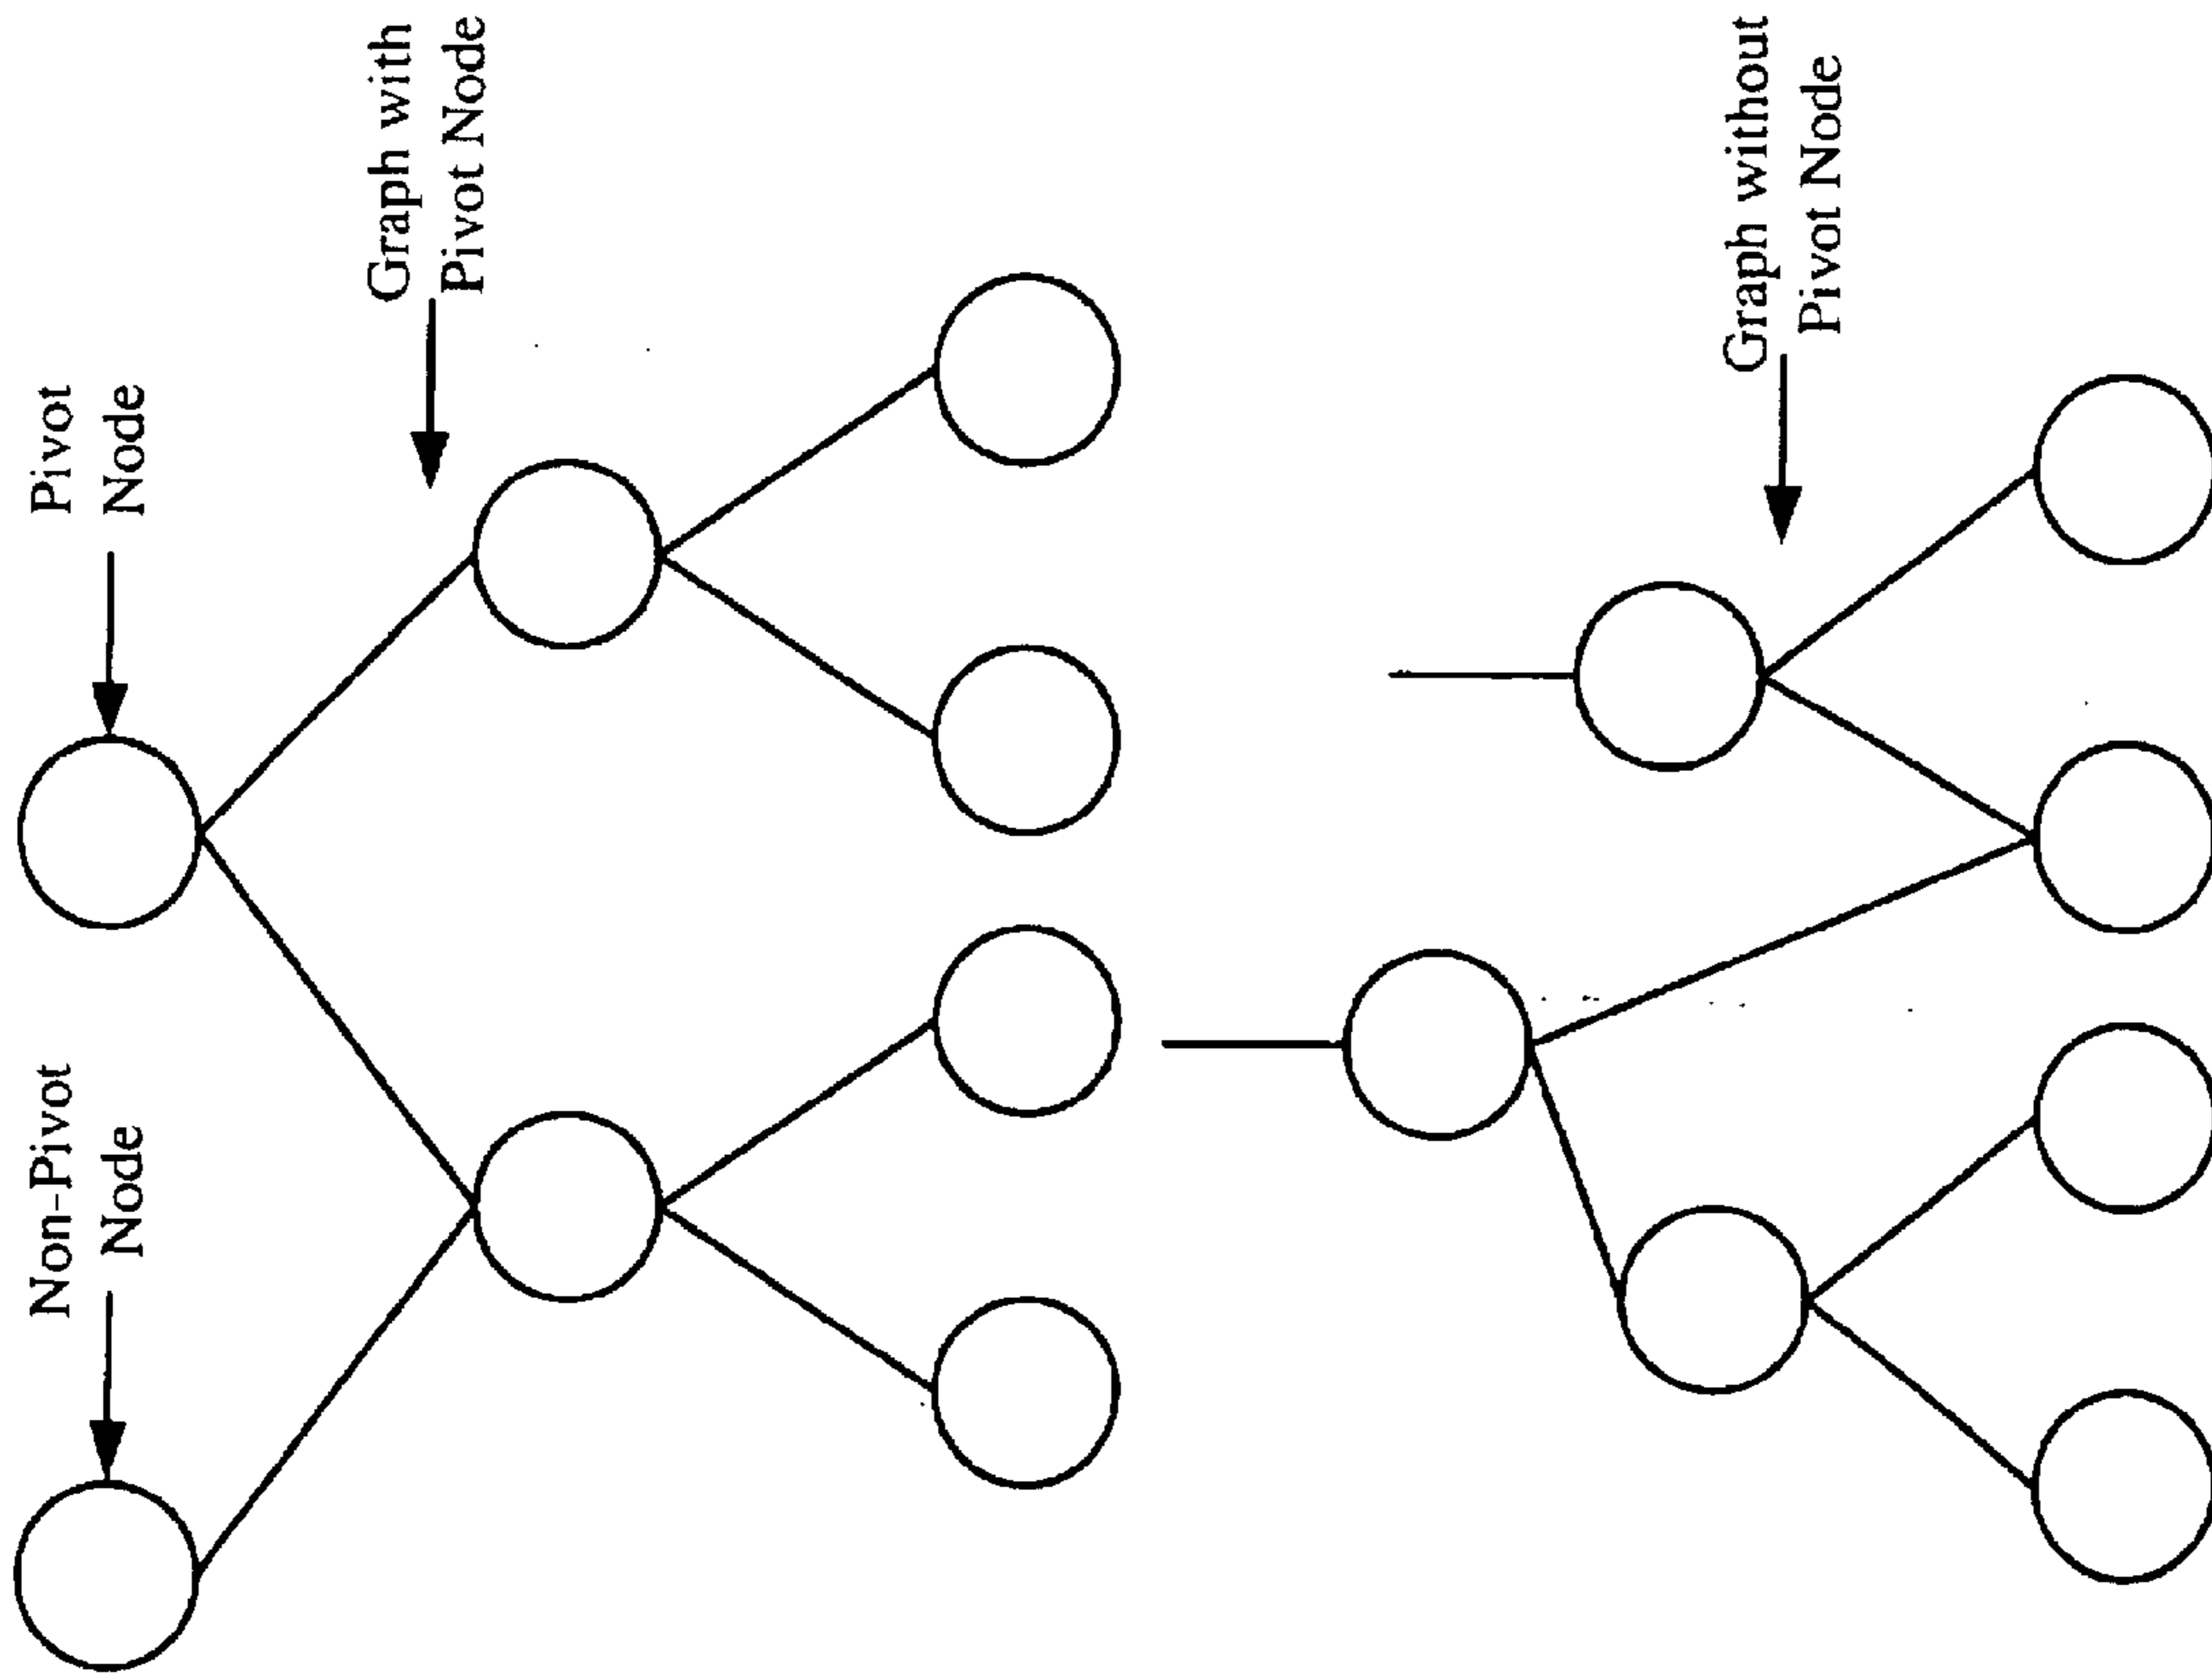 Non-Pivot
Node
Pivot
Node
Graph with
Pivot Node
Graph without
Pivot Node